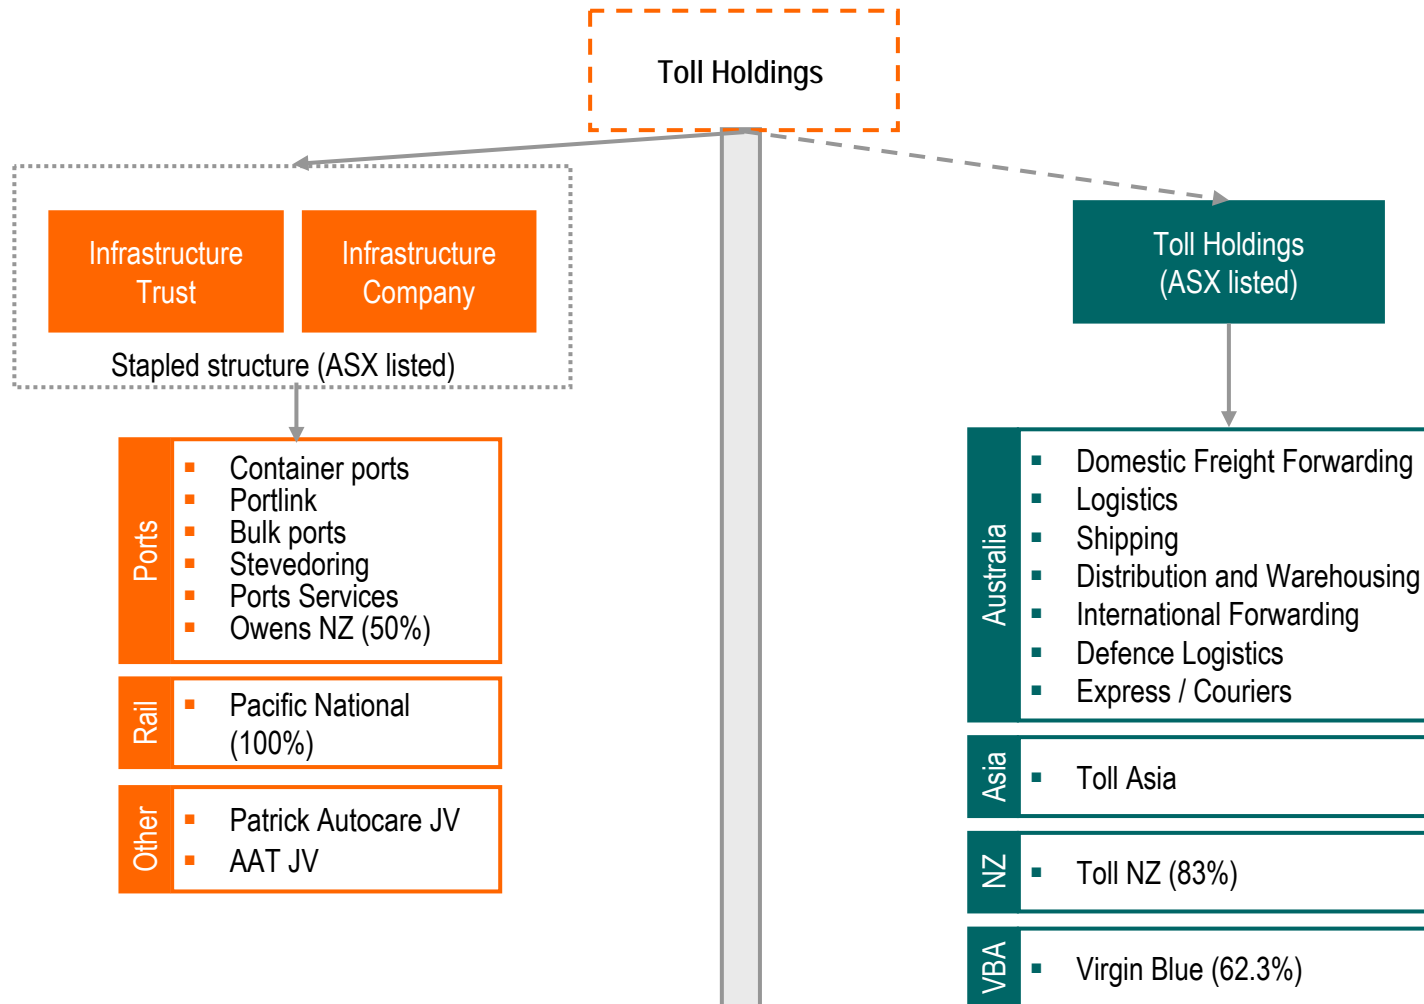 Toll Holdings
Infrastructure
Trust
Infrastructure
Company
Stapled structure (ASX listed)
Ports
Container ports
Portlink
Bulk ports
Stevedoring
Ports Services
Owens NZ (50%)
Rail
Pacific National
(100%)
Other
Patrick Autocare JV
AAT JV
Toll Holdings
(ASX listed)
Australia
Domestic Freight Forwarding
Logistics
Shipping
Distribution and Warehousing
International Forwarding
Defence Logistics
Express / Couriers
Asia
Toll Asia
NZ
Toll NZ (83%)
VBA
Virgin Blue (62.3%)